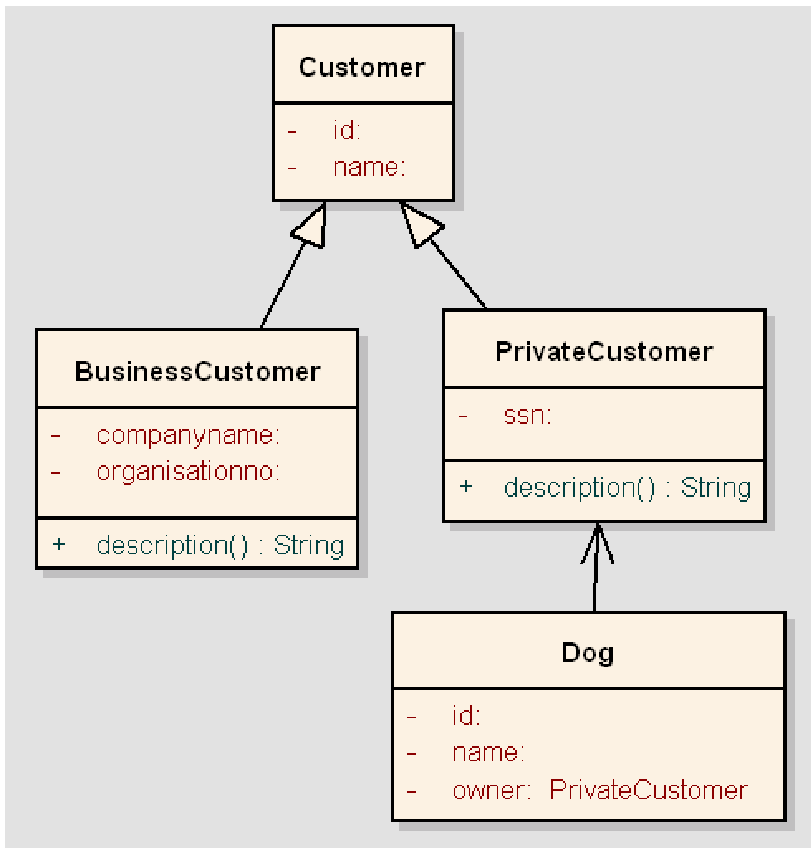 Customer
- id:
- name:
BusinessCustomer
- companyname:
- organisationno:
+ description() : String
PrivateCustomer
- ssn:
+ description() : String
Dog
- id:
- name:
- owner: PrivateCustomer